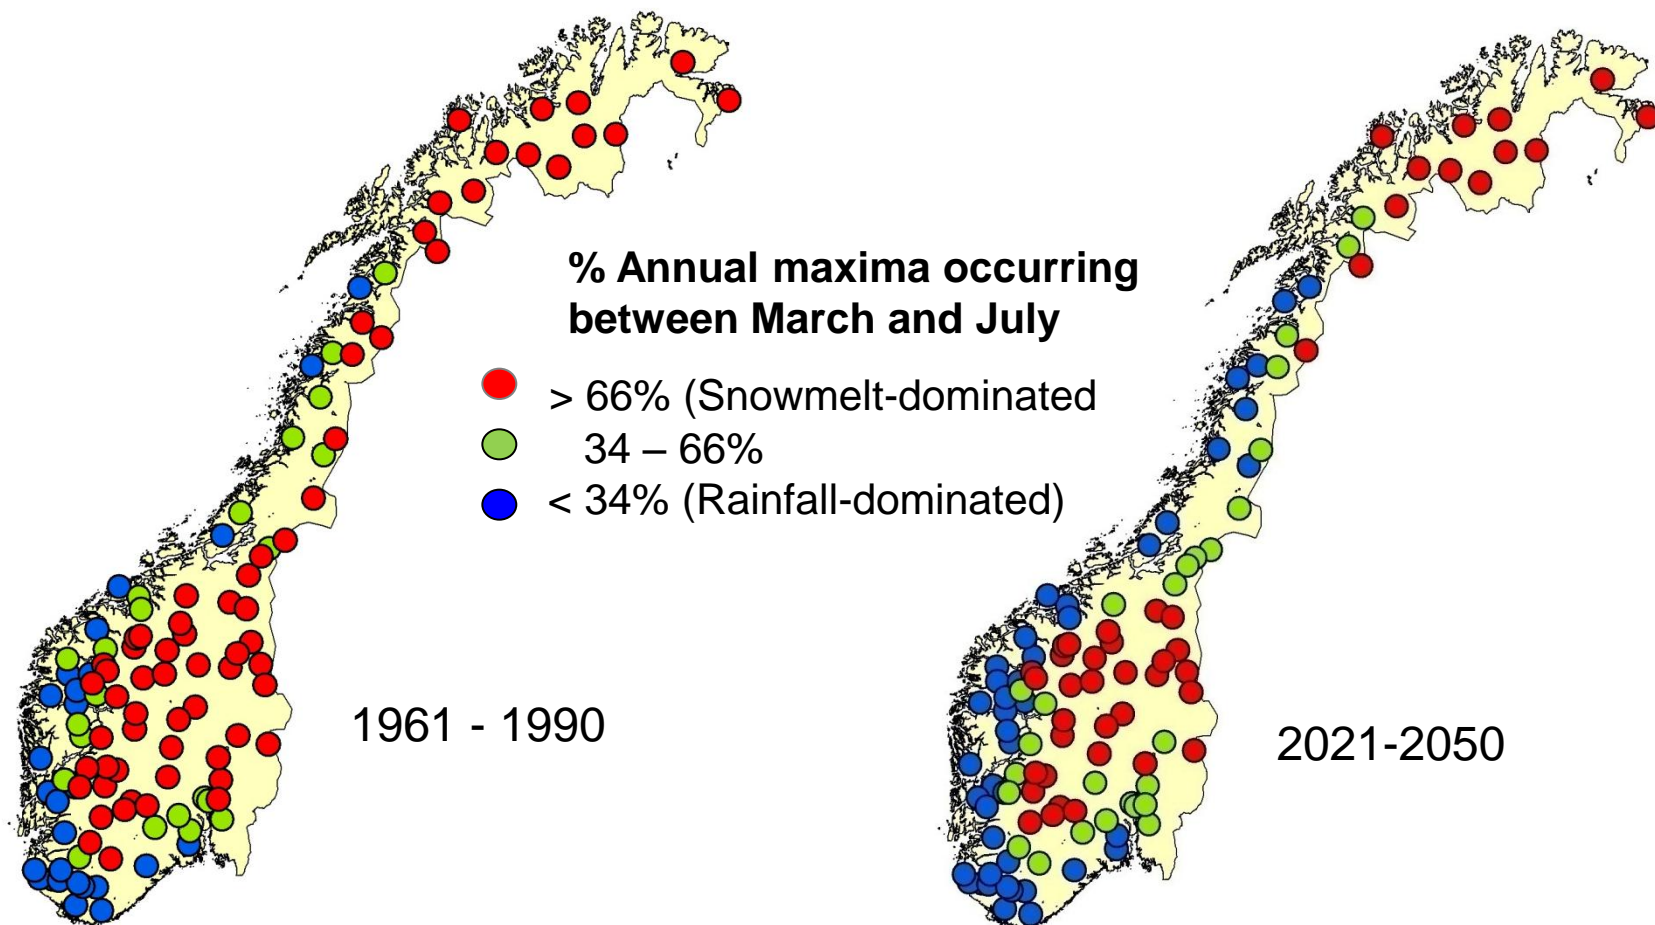 % Annual maxima occurring
between March and July
> 66% (Snowmelt-dominated
34 – 66%
< 34% (Rainfall-dominated)
1961 - 1990
2021-2050